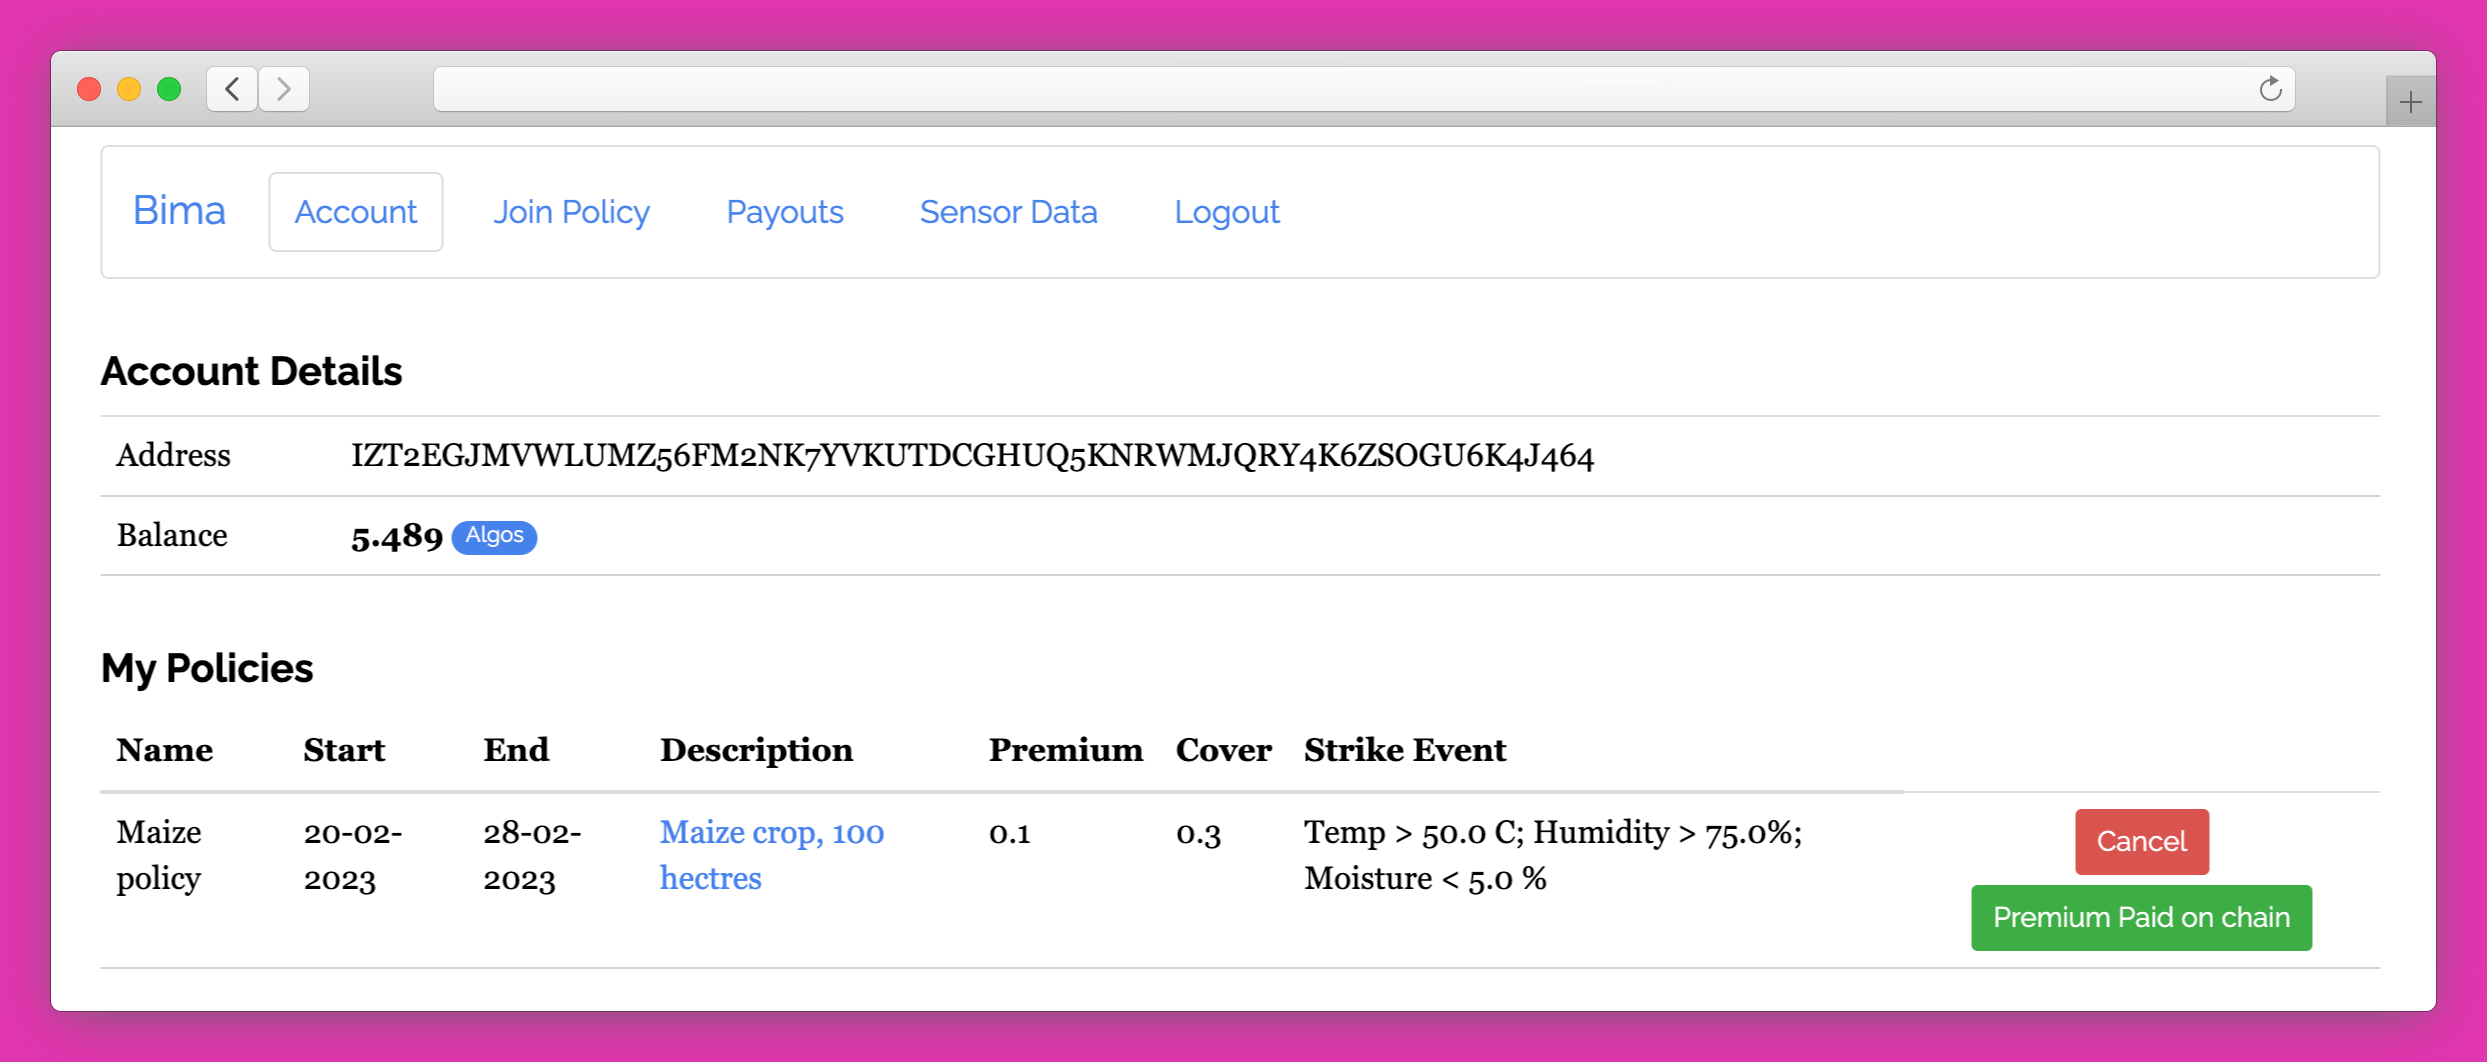 Bima Account Join Policy Payouts Sensor Data Logout
Account Details
Address IZT2EGJMVWLUMZ56FM2NK7YVKUTDCGHUQ5KNRWMJQRY4K6ZSOGU6K4J464
Balance 5.489 Algos
My Policies
Name Start End Description Premium Cover Strike Event
Maize 20-02- 28-02- Maize crop, 100 0.1 0.3 Temp > 50.0 C; Humidity > 75.0%; Cancel
policy 2023 2023 hectres Moisture < 5.0 %
Premium Paid on chain